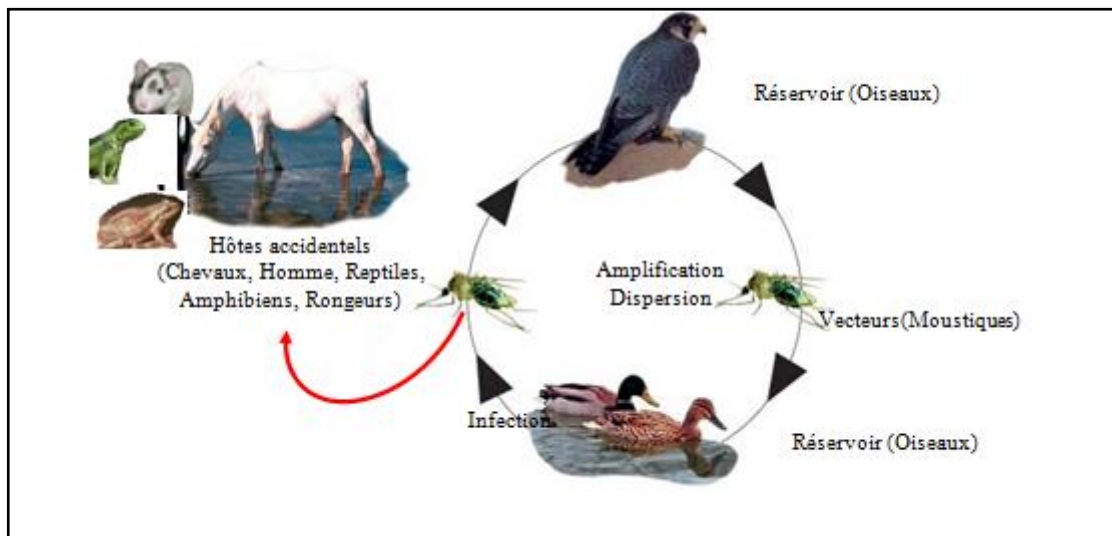 Réservoir (Oiseaux)
Hôtes accidentels
(Chevaux, Homme, Reptiles,
Amphibiens, Rongeurs)
Amplification
Dispersion
Vecteurs(Moustiques)
Infection
Réservoir (Oiseaux)